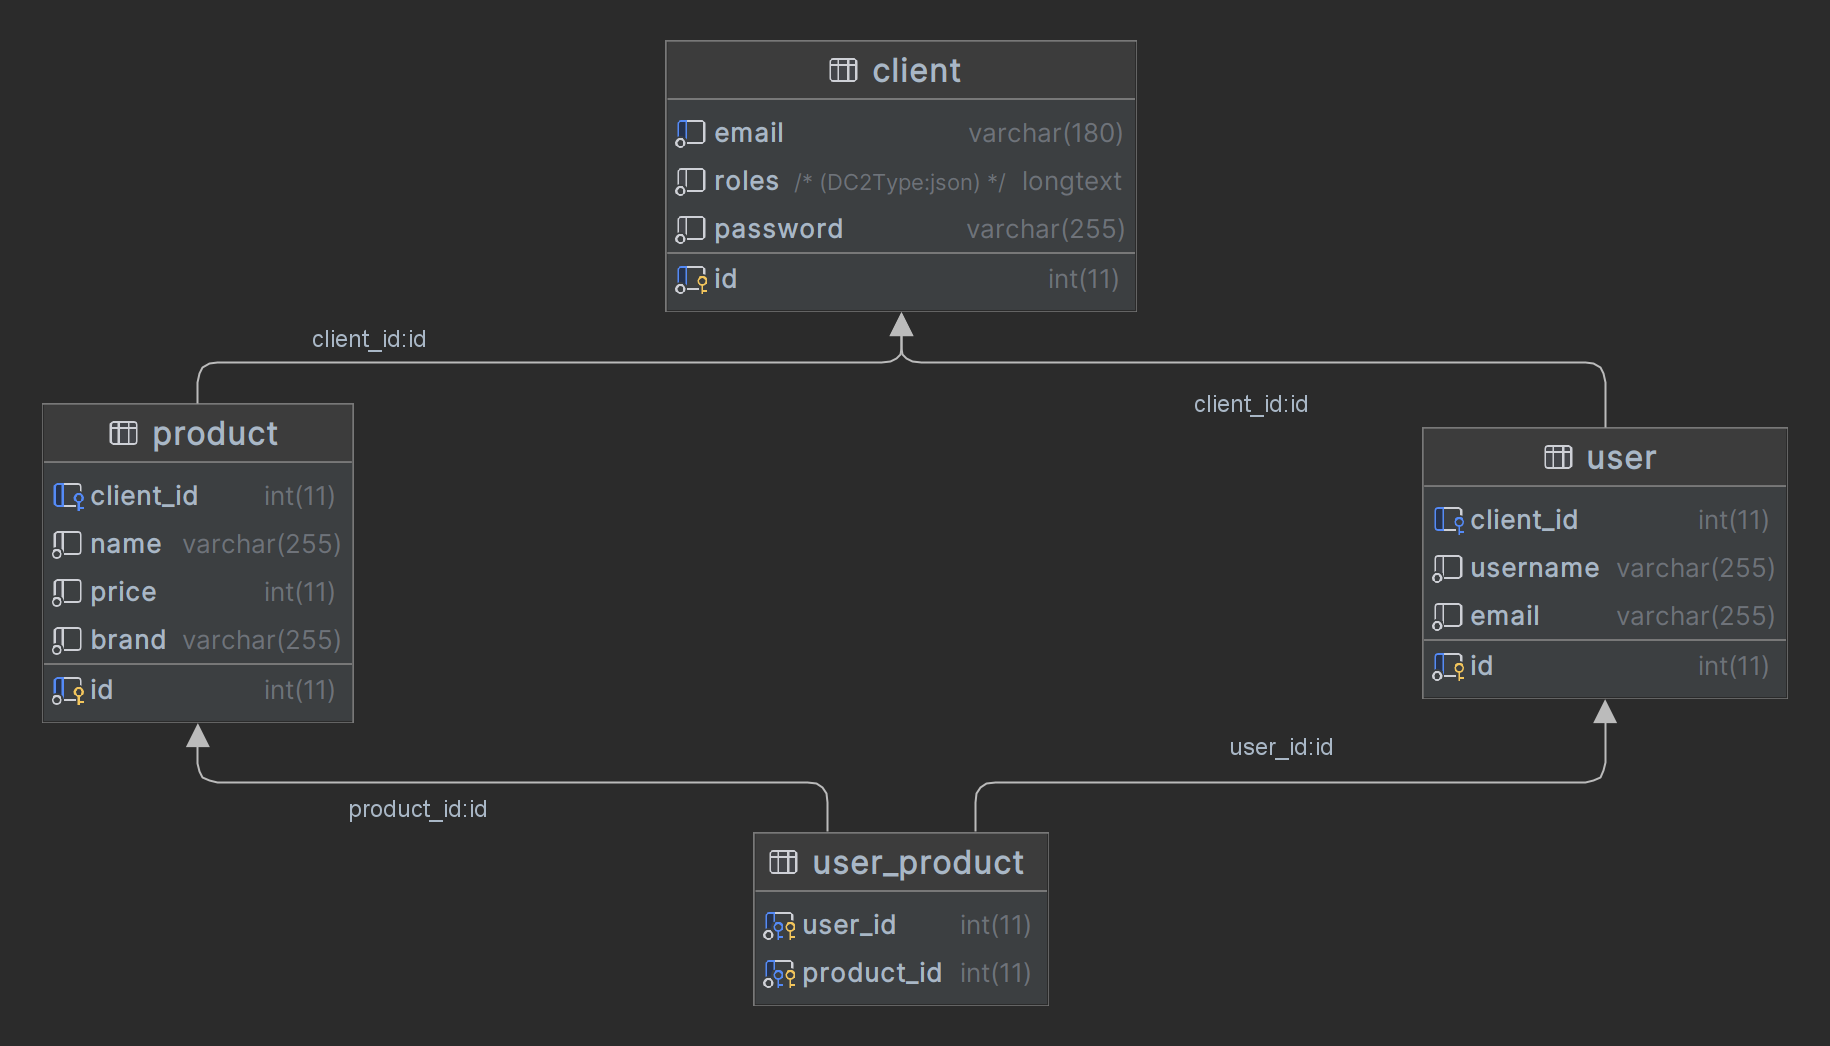 client
email varchar(180)
roles /* (DC2Type:json) */ longtext
password varchar(255)
id int(11)
client_id:id
client_id:id
product
client_id int(11)
name varchar(255)
price int(11)
brand varchar(255)
id int(11)
user
client_id int(11)
username varchar(255)
email varchar(255)
id int(11)
user_id:id
product_id:id
user_product
user_id int(11)
product_id int(11)